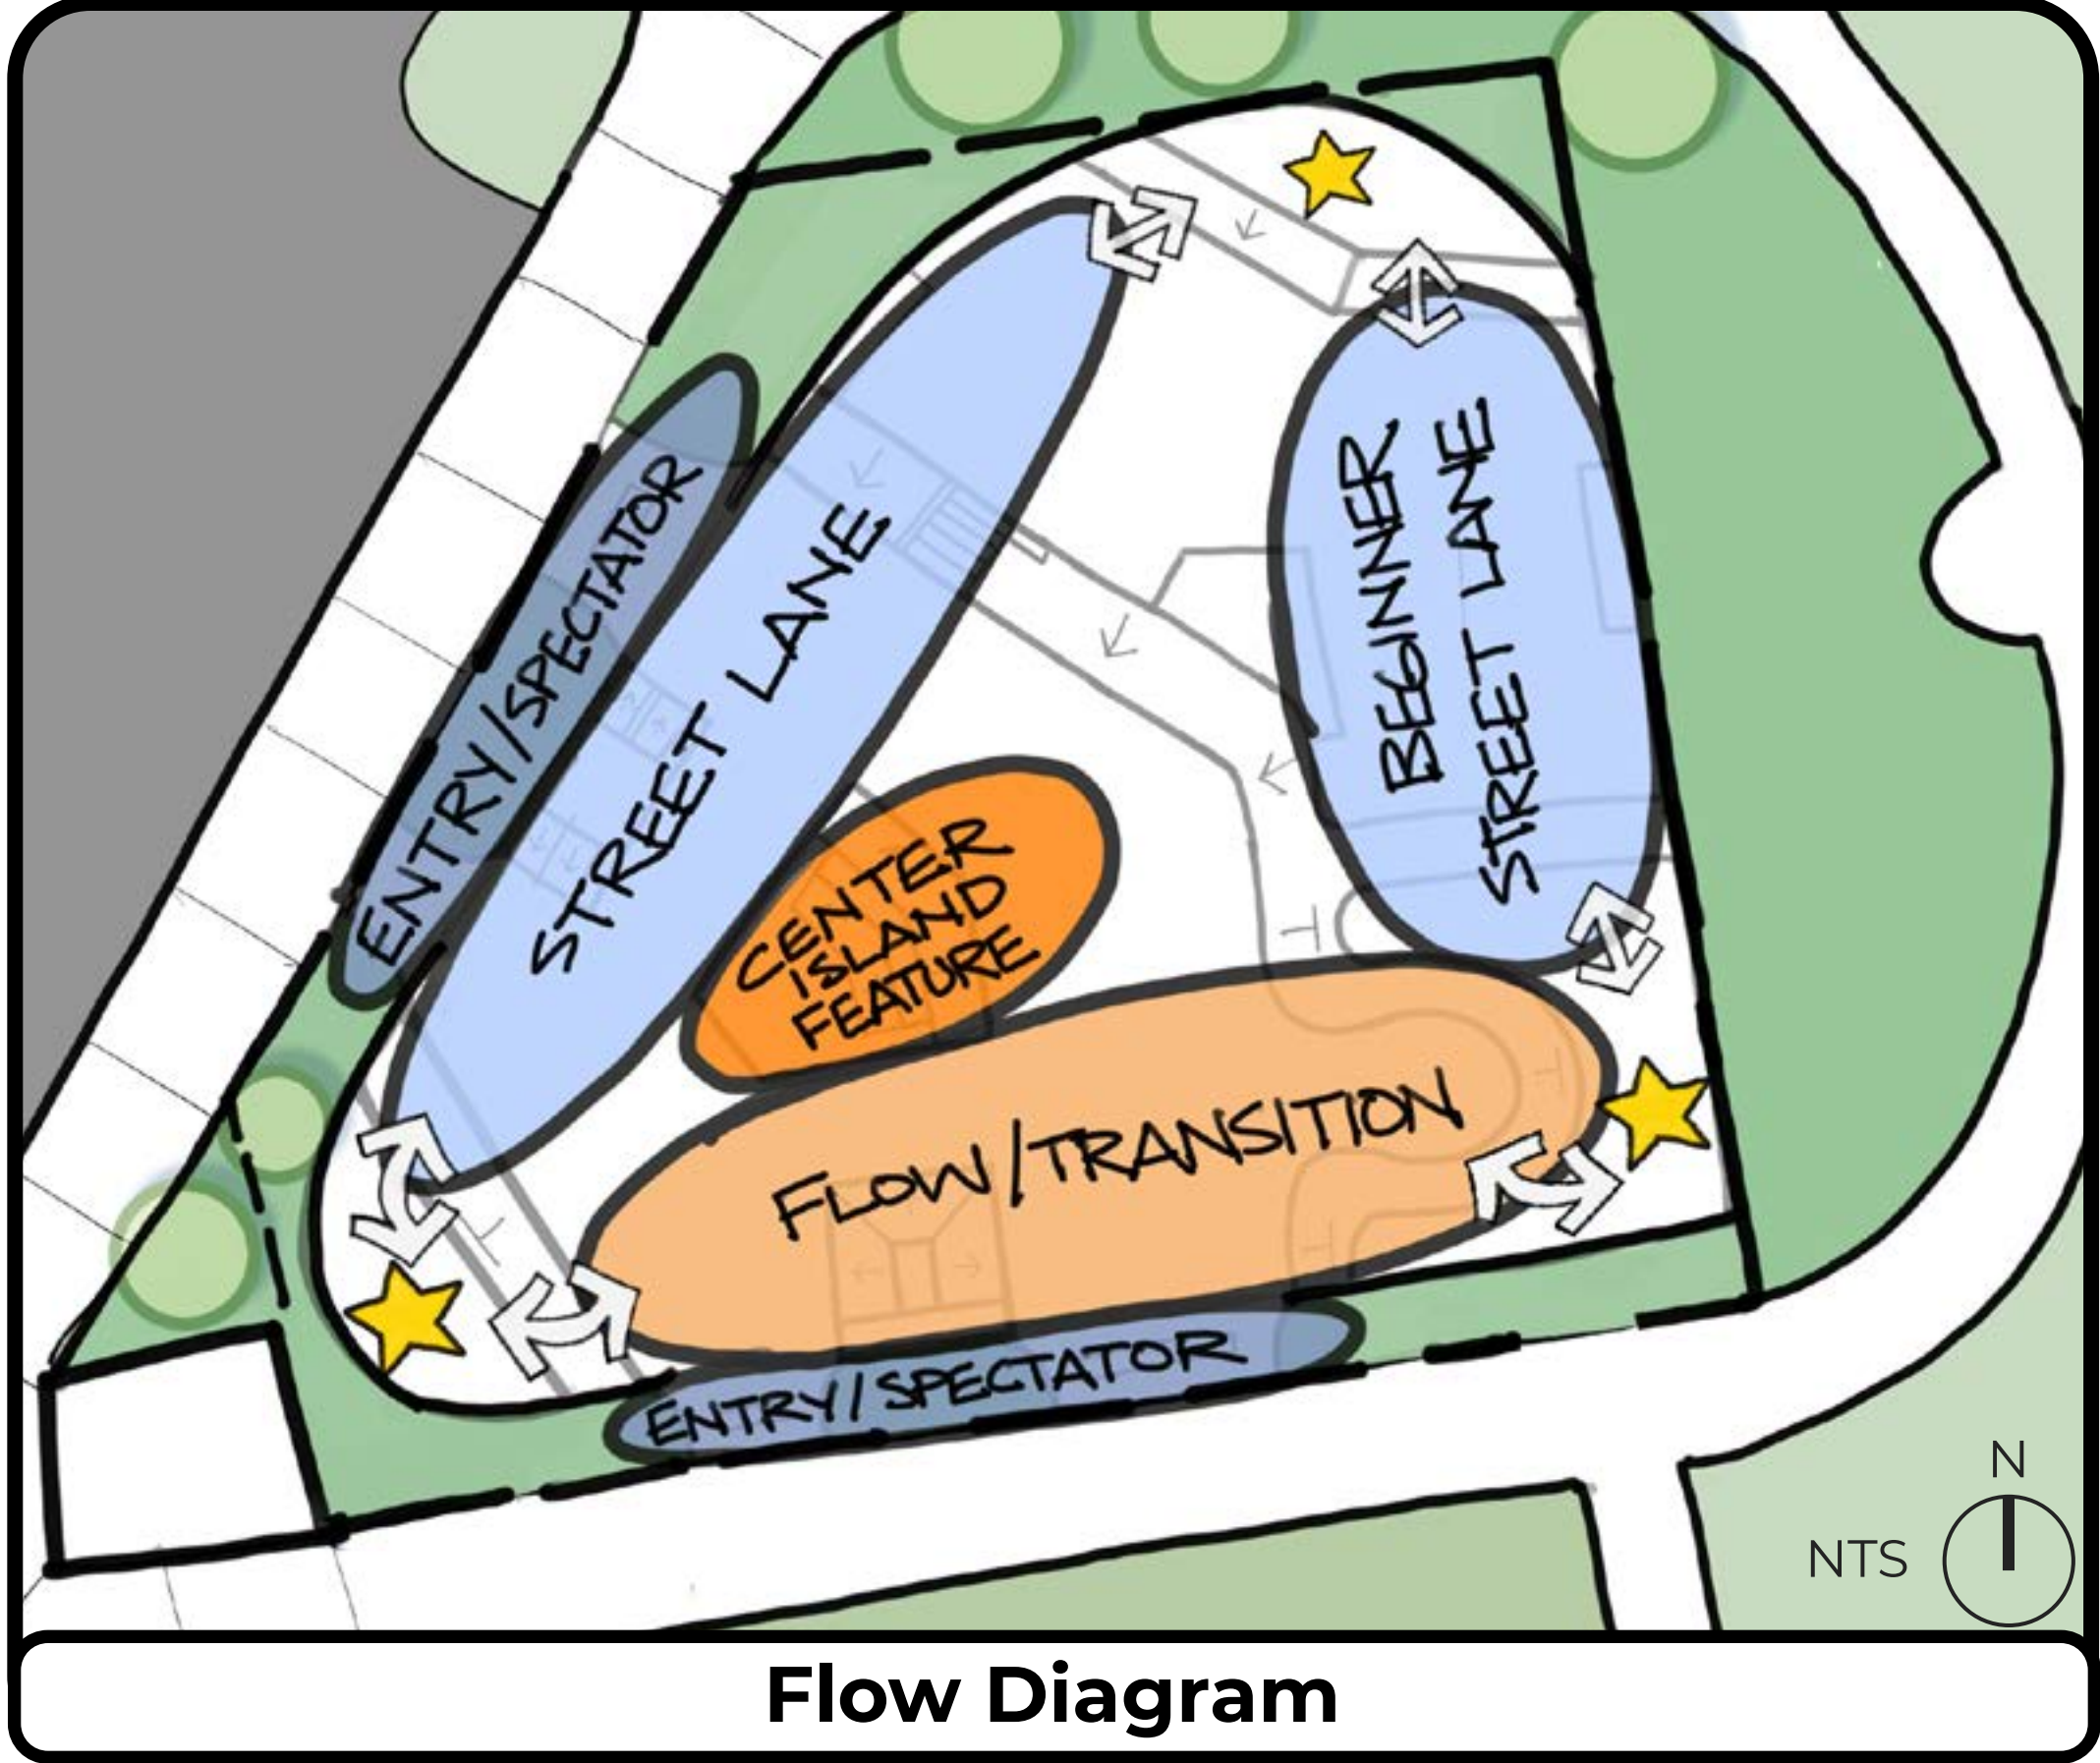 ENTRY/SPECTATOR
STREET LANE
BEGINNER
STREET LANE
CENTER
ISLAND
FEATURE
FLOW/TRANSITION
ENTRY/SPECTATOR
N
NTS
Flow Diagram